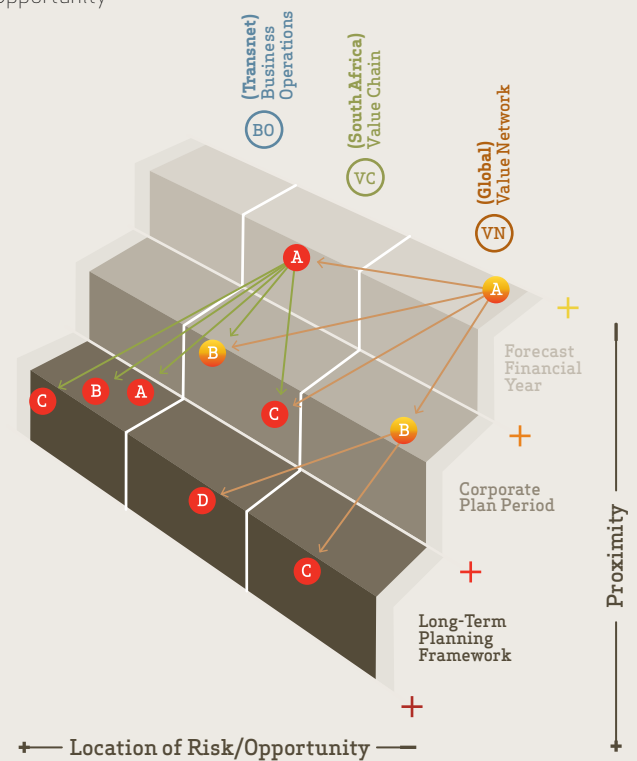 opportunity
(Transnet)
Business
Operations
BO
(South Africa)
Value Chain
VC
(Global)
Value Network
VN
A
A
B
C
B
C
B
A
D
C
Forecast
Financial
Year
Corporate
Plan Period
Long-Term
Planning
Framework
Proximity
+
+
+
+
+
+ Location of Risk/Opportunity –